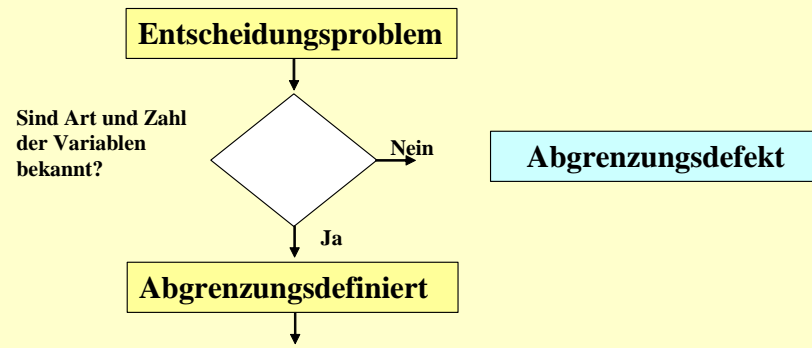 Entscheidungsproblem
Sind Art und Zahl
der Variablen
bekannt?
Nein
Abgrenzungsdefekt
Ja
Abgrenzungsdefiniert